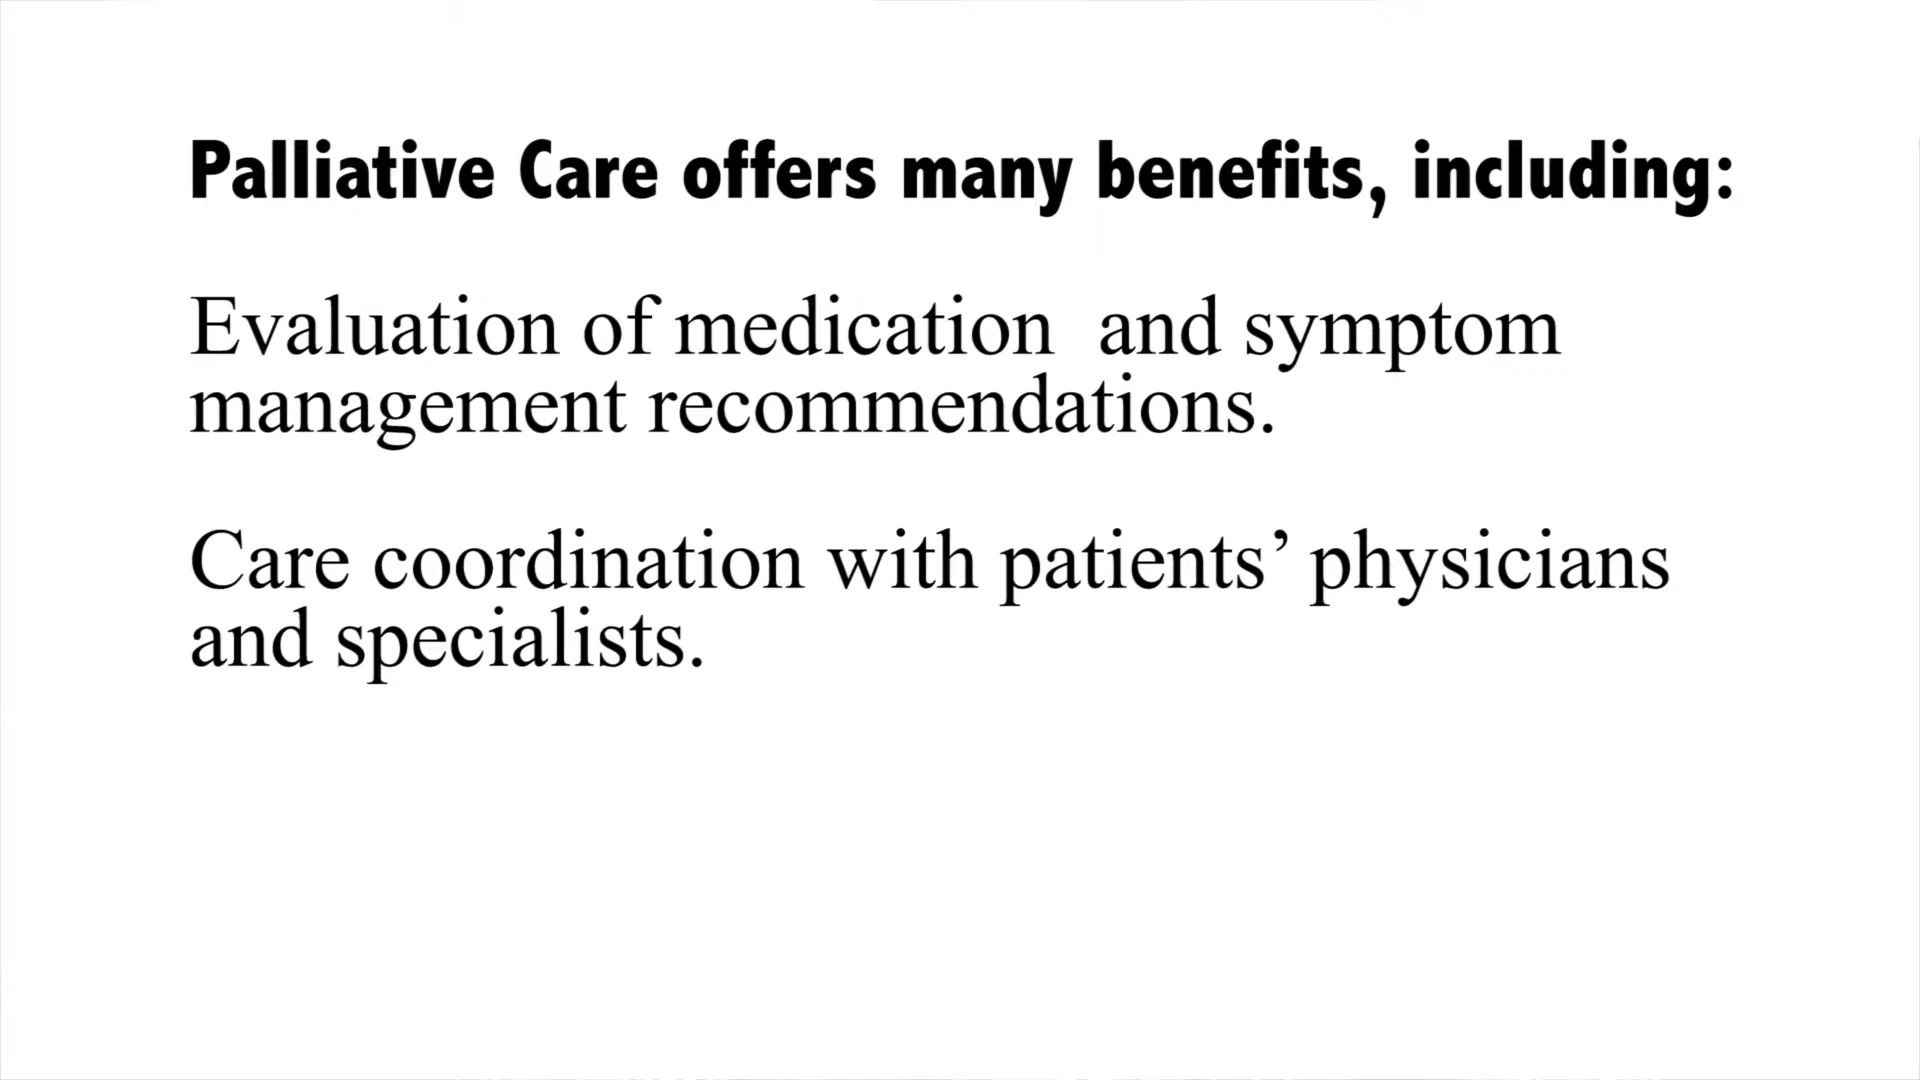 Palliative Care offers many benefits, including:
Evaluation of medication  and symptom
management recommendations.
Care coordination with patients’ physicians
and specialists.